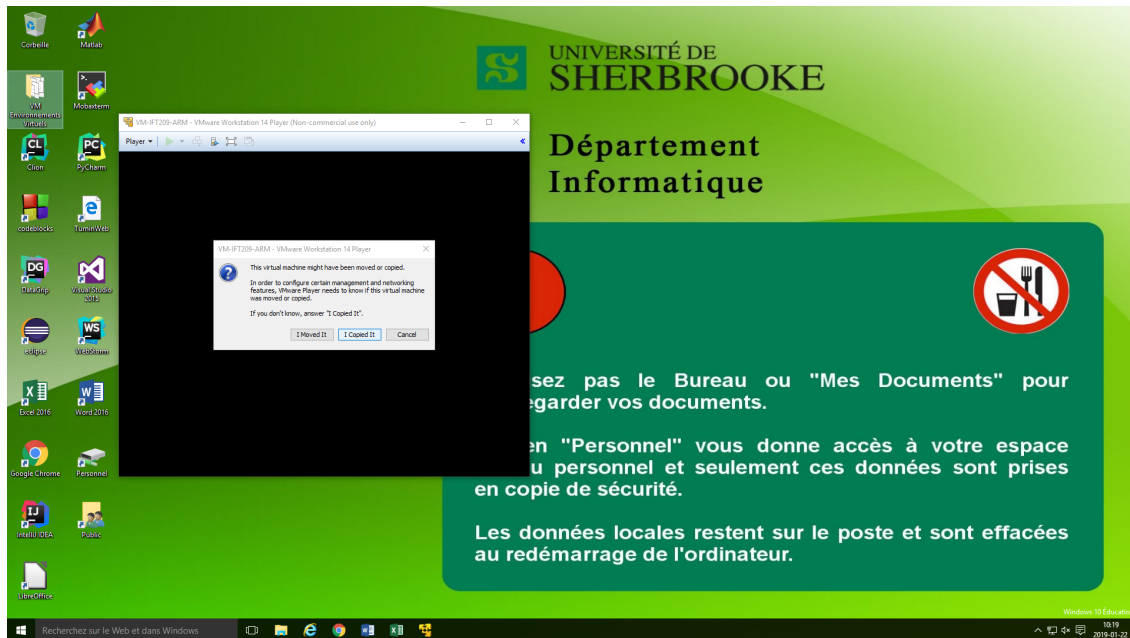 Corbeille
Matlab
VM
Environnements
Virtuels
Mobaxterm
Clion
PyCharm
codeblocks
TurninWeb
DataGrip
Visual Studio
2015
eclipse
WebStorm
Excel 2016
Word 2016
Google Chrome
Personnel
IntelliJ IDEA
Public
LibreOffice
UNIVERSITÉ DE
SHERBROOKE
Département
Informatique
VM-IFT209-ARM - VMware Workstation 14 Player (Non-commercial use only)
Player
VM-IFT209-ARM - VMware Workstation 14 Player
This virtual machine might have been moved or copied.
In order to configure certain management and networking
features, VMware Player needs to know if this virtual machine
was moved or copied.
If you don't know, answer "I Copied It".
I Moved It
I Copied It
Cancel
sez pas le Bureau ou "Mes Documents" pour
egarder vos documents.
en "Personnel" vous donne accès à votre espace
u personnel et seulement ces données sont prises
en copie de sécurité.
Les données locales restent sur le poste et sont effacées
au redémarrage de l'ordinateur.
Windows 10 Éducatio
Recherchez sur le Web et dans Windows
10:19
2019-01-22